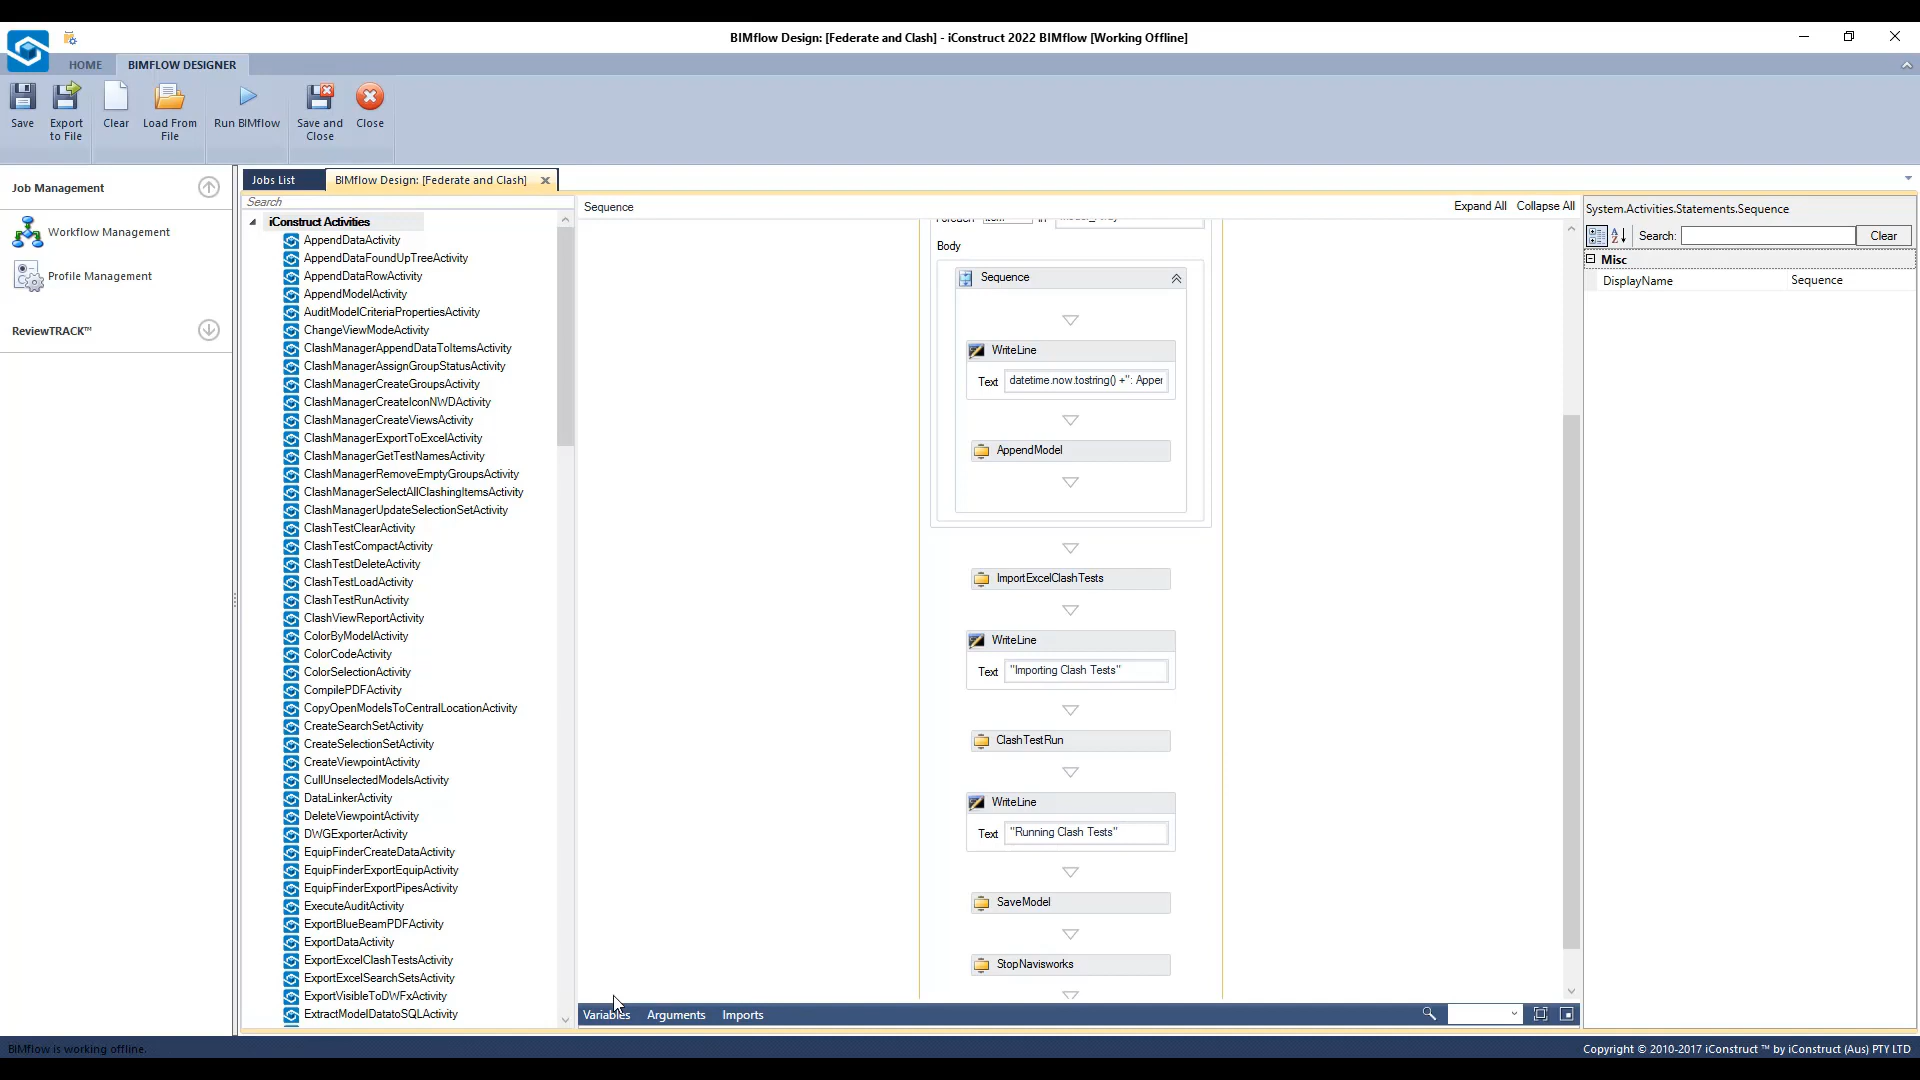 BIMflow Design: [Federate and Clash] - iConstruct 2022 BIMflow [Working Offline]
HOME
BIMFLOW DESIGNER
Save
Export to File
Clear
Load From File
Run BIMflow
Save and Close
Close
Job Management
Workflow Management
Profile Management
ReviewTRACK™
Jobs List
BIMflow Design: [Federate and Clash]
Search
iConstruct Activities
AppendDataActivity
AppendDataFoundUpTreeActivity
AppendDataRowActivity
AppendModelActivity
AuditModelCriteriaPropertiesActivity
ChangeViewModeActivity
ClashManagerAppendDataToItemsActivity
ClashManagerAssignGroupStatusActivity
ClashManagerCreateGroupsActivity
ClashManagerCreateIconNWDActivity
ClashManagerCreateViewsActivity
ClashManagerExportToExcelActivity
ClashManagerGetTestNamesActivity
ClashManagerRemoveEmptyGroupsActivity
ClashManagerSelectAllClashingItemsActivity
ClashManagerUpdateSelectionSetActivity
ClashTestClearActivity
ClashTestCompactActivity
ClashTestDeleteActivity
ClashTestLoadActivity
ClashTestRunActivity
ClashViewReportActivity
ColorByModelActivity
ColorCodeActivity
ColorSelectionActivity
CompilePDFActivity
CopyOpenModelsToCentralLocationActivity
CreateSearchSetActivity
CreateSelectionSetActivity
CreateViewpointActivity
CullUnselectedModelsActivity
DataLinkerActivity
DeleteViewpointActivity
DWGExporterActivity
EquipFinderCreateDataActivity
EquipFinderExportEquipActivity
EquipFinderExportPipesActivity
ExecuteAuditActivity
ExportBlueBeamPDFActivity
ExportDataActivity
ExportExcelClashTestsActivity
ExportExcelSearchSetsActivity
ExportVisibleToDWFxActivity
ExtractModelDatatoSQLActivity
Sequence
Expand All
Collapse All
Body
Sequence
WriteLine
Text datetime.now.tostring() +": Apper
AppendModel
ImportExcelClashTests
WriteLine
Text "Importing Clash Tests"
ClashTestRun
WriteLine
Text "Running Clash Tests"
SaveModel
StopNavisworks
Variables
Arguments
Imports
System.Activities.Statements.Sequence
Search:
Clear
Misc
DisplayName
Sequence
BIMflow is working offline.
Copyright © 2010-2017 iConstruct ™ by iConstruct (Aus) PTY LTD